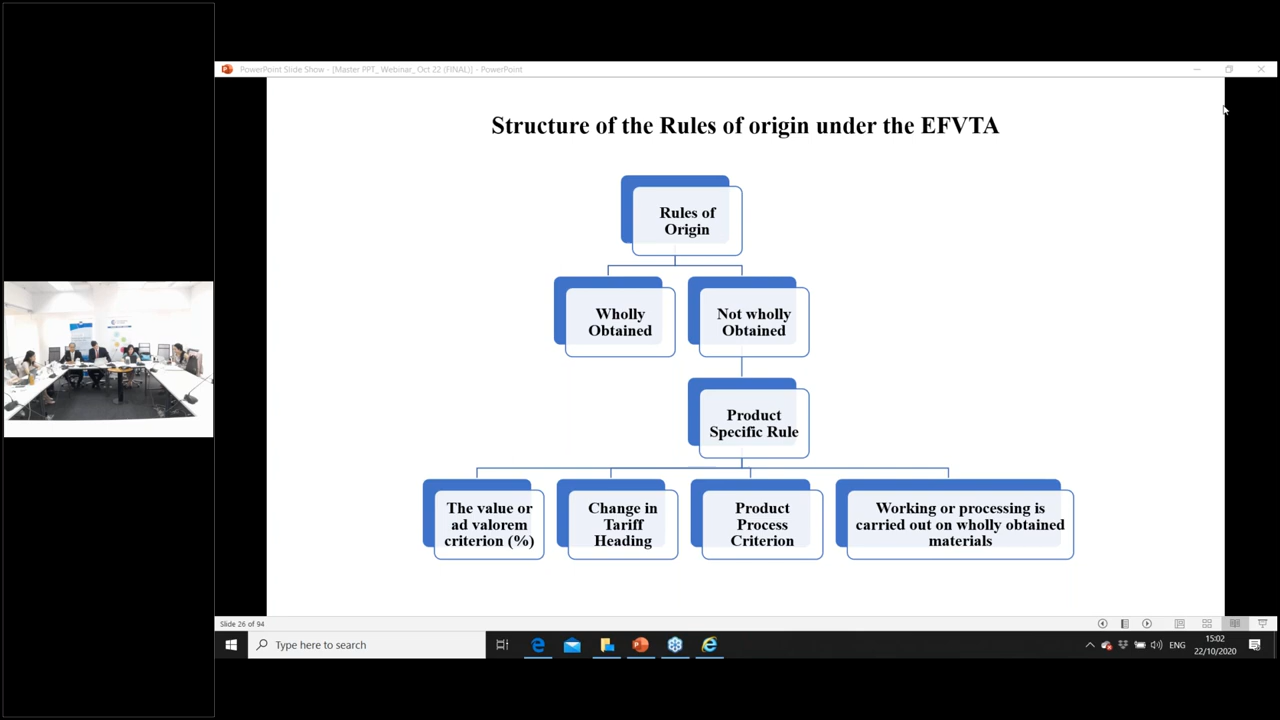 PowerPoint Slide Show - [Master PPT_ Webinar_ Oct 22 (FINAL)] - PowerPoint
Structure of the Rules of origin under the EFVTA
Rules of
Origin
Wholly
Obtained
Not wholly
Obtained
Product
Specific Rule
The value or
ad valorem
criterion (%)
Change in
Tariff
Heading
Product
Process
Criterion
Working or processing is
carried out on wholly obtained
materials
Slide 26 of 94
Type here to search
ENG
15:02
22/10/2020